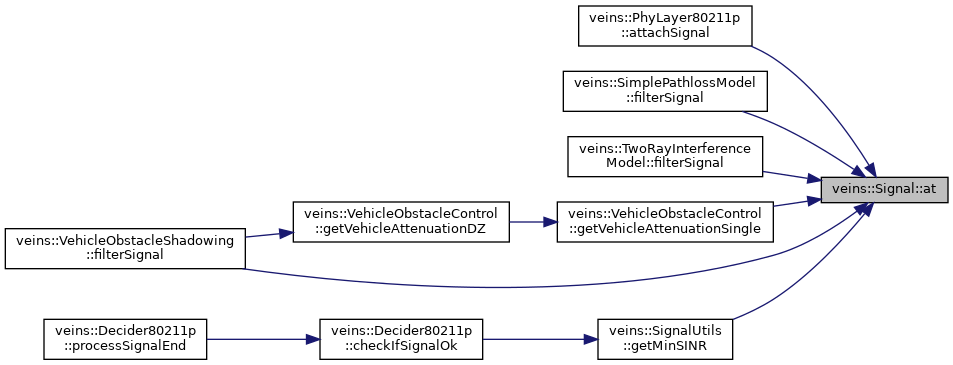 veins::PhyLayer80211p
::attachSignal
veins::SimplePathlossModel
::filterSignal
veins::TwoRayInterference
Model::filterSignal
veins::Signal::at
veins::VehicleObstacleControl
::getVehicleAttenuationDZ
veins::VehicleObstacleControl
::getVehicleAttenuationSingle
veins::VehicleObstacleShadowing
::filterSignal
veins::Decider80211p
::processSignalEnd
veins::Decider80211p
::checkIfSignalOk
veins::SignalUtils
::getMinSINR